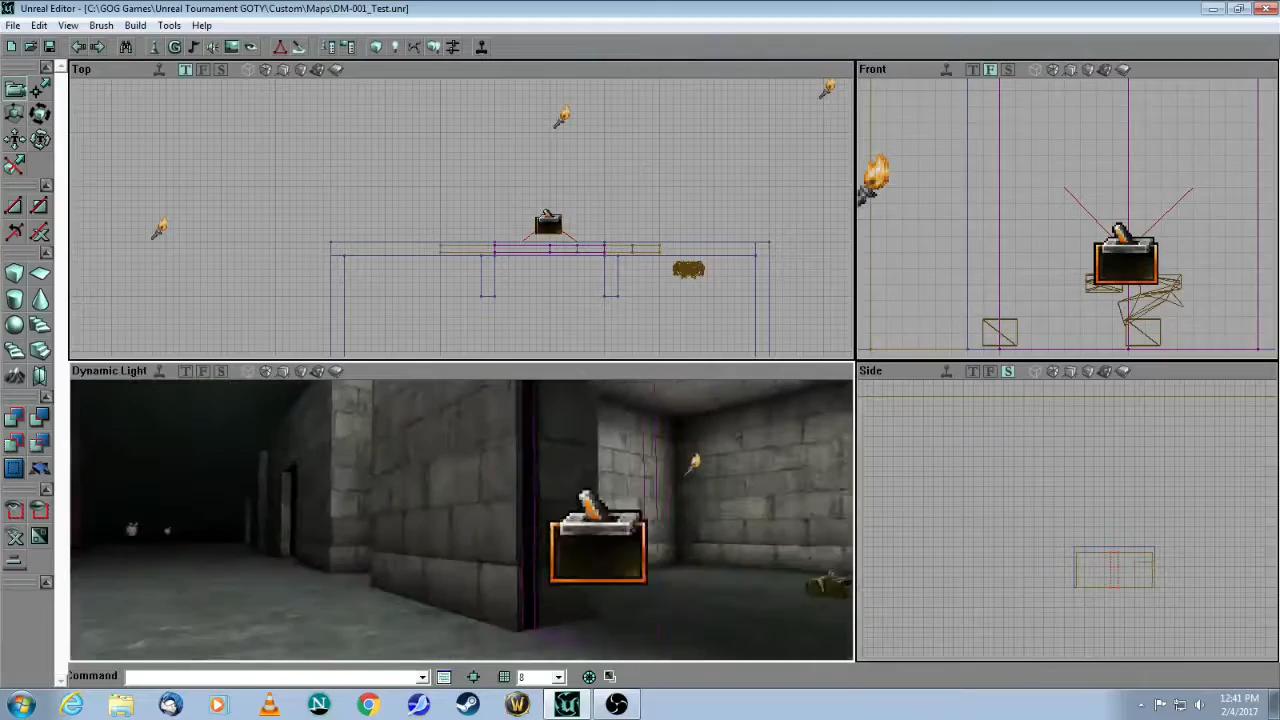 Unreal Editor - [C:\GOG Games\Unreal Tournament GOTY\Custom\Maps\DM-001_Test.unr]
File Edit View Brush Build Tools Help
Top T F S
Front T F S
Dynamic Light T F S
Side T F S
Command 8
12:41 PM
2/4/2017